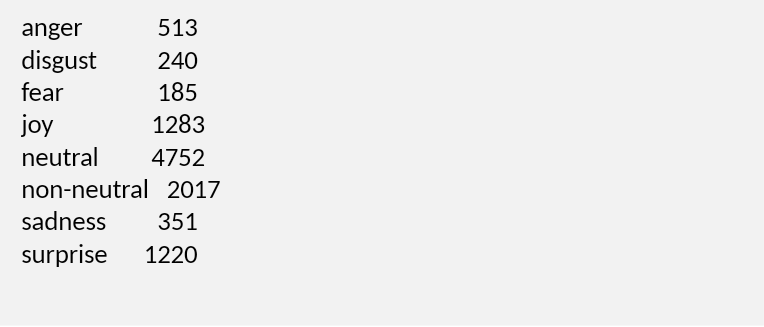 anger 513
disgust 240
fear 185
joy 1283
neutral 4752
non-neutral 2017
sadness 351
surprise 1220